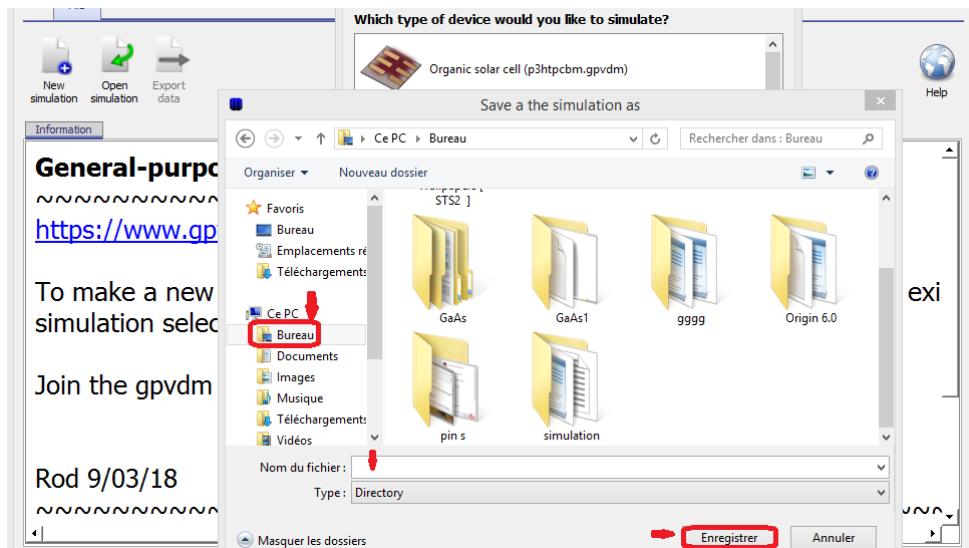 Which type of device would you like to simulate?
Organic solar cell (p3htpcbm.gpvdm)
New simulation
Open simulation
Export data
Help
Save a the simulation as
Information
Ce PC
Bureau
Rechercher dans : Bureau
Organiser
Nouveau dossier
General-purpo
~~~~~~~~~~
https://www.gpv
To make a new
exi
simulation selec
Join the gpvdm
Rod 9/03/18
Favoris
Bureau
Emplacements ré
Téléchargements
Ce PC
Bureau
Documents
Images
Musique
Téléchargements
Vidéos
STS2 ]
GaAs
GaAs1
gggg
Origin 6.0
pin s
simulation
Nom du fichier :
Type : Directory
Masquer les dossiers
Enregistrer
Annuler